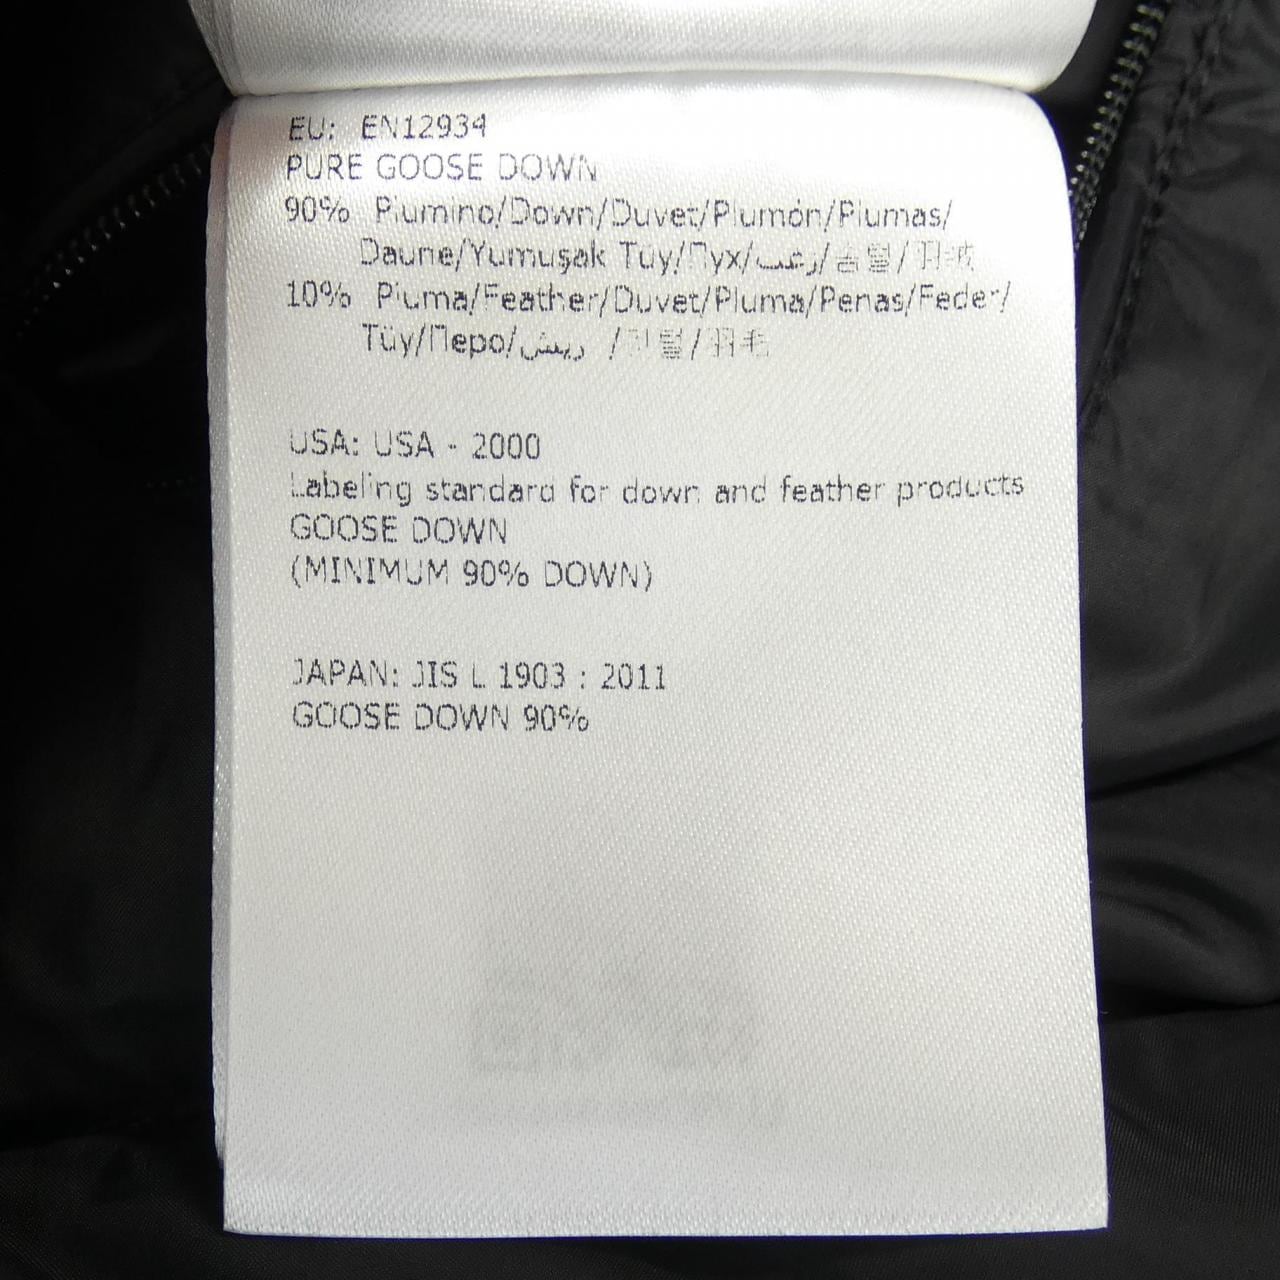 EU: EN12934
PURE GOOSE DOWN
90% Piumino/Down/Duvet/Plumón/Plumas/
Daune/Yumuşak Tüy/Пух/زغب/솜털/羽绒
10% Piuma/Feather/Duvet/Pluma/Penas/Feder/
Tüy/Перо/ريش /깃털/羽毛
USA: USA - 2000
Labeling standard for down and feather products
GOOSE DOWN
(MINIMUM 90% DOWN)
JAPAN: JIS L 1903 : 2011
GOOSE DOWN 90%